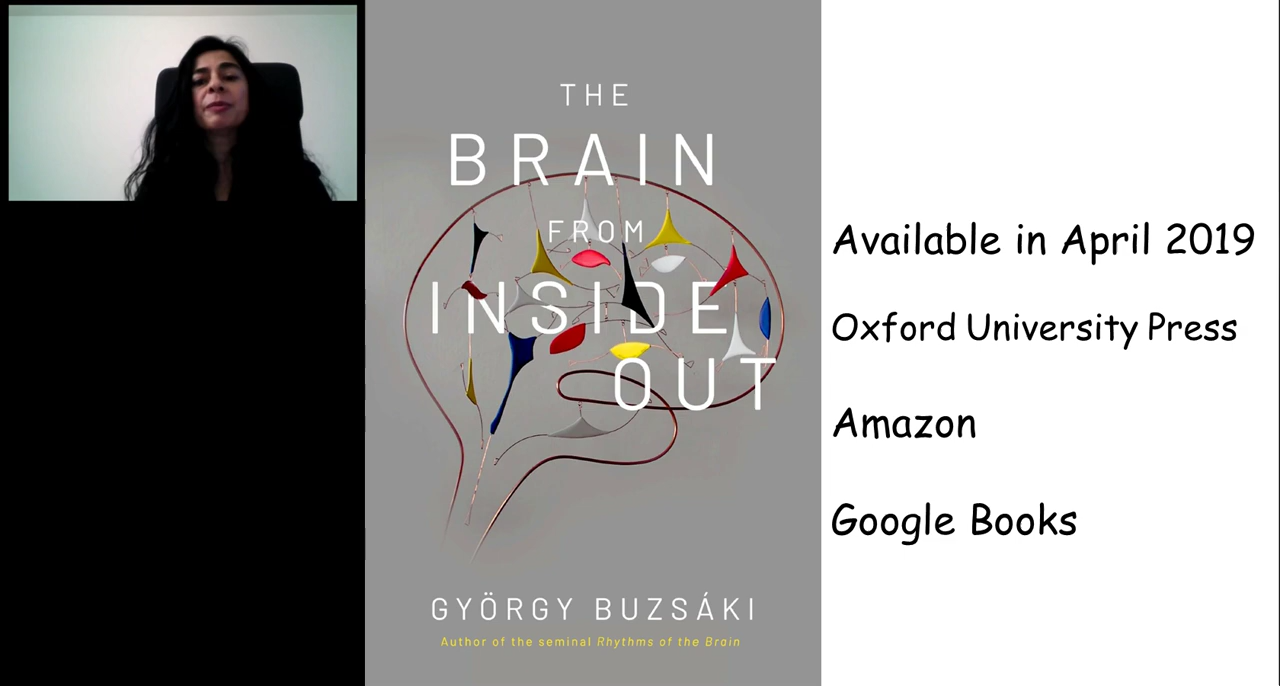 THE
BRAIN
FROM
INSIDE
OUT
GYÖRGY BUZSÁKI
Author of the seminal Rhythms of the Brain
Available in April 2019
Oxford University Press
Amazon
Google Books